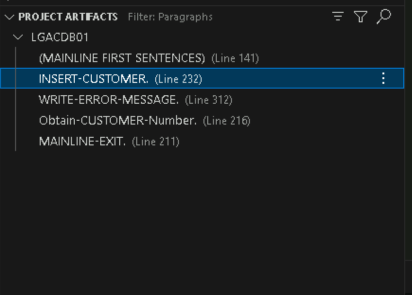 PROJECT ARTIFACTS Filter: Paragraphs
LGACDB01
(MAINLINE FIRST SENTENCES) (Line 141)
INSERT-CUSTOMER. (Line 232)
WRITE-ERROR-MESSAGE. (Line 312)
Obtain-CUSTOMER-Number. (Line 216)
MAINLINE-EXIT. (Line 211)